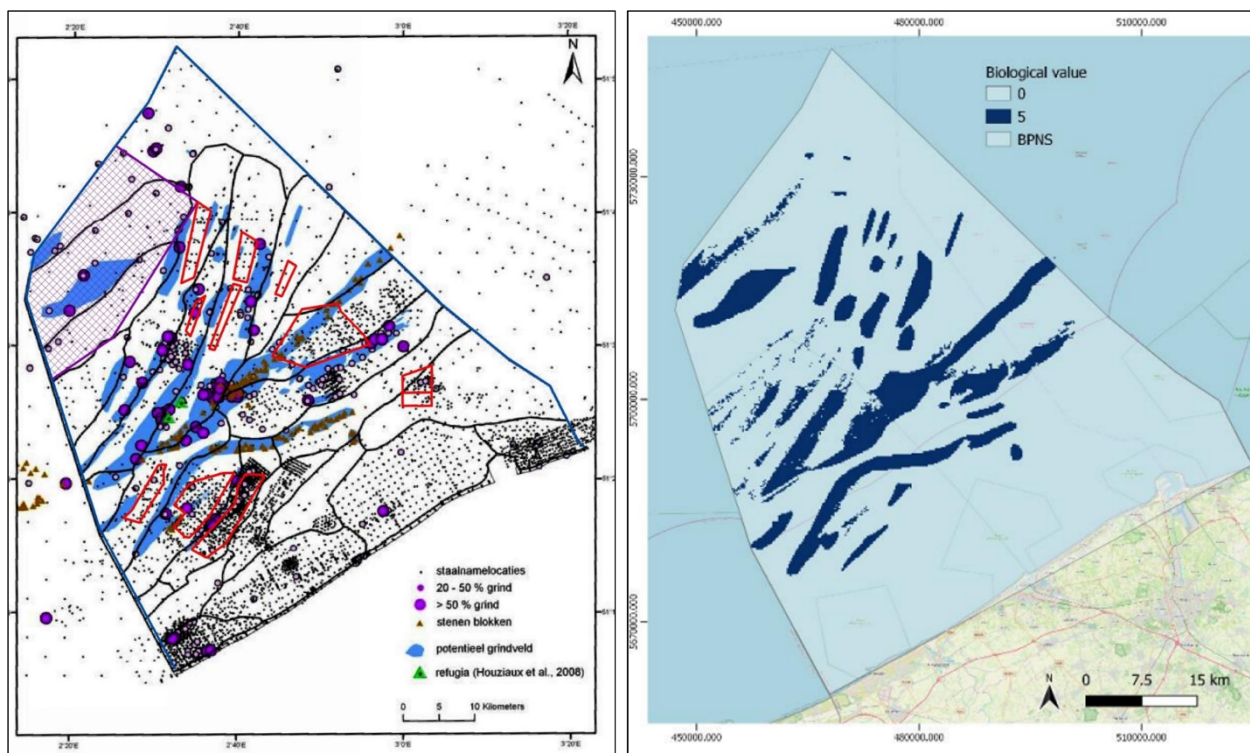 2°20'E
2°40'E
3°0'E
3°20'E
N
staalnamelocaties
20 - 50 % grind
> 50 % grind
stenen blokken
potentieel grindveld
refugia (Houziaux et al., 2008)
0 5 10 Kilometers
2°20'E
2°40'E
3°0'E
3°20'E
450000.000
480000.000
510000.000
5730000.000
5700000.000
5670000.000
Biological value
0
5
BPNS
N
0 7.5 15 km
450000.000
480000.000
510000.000